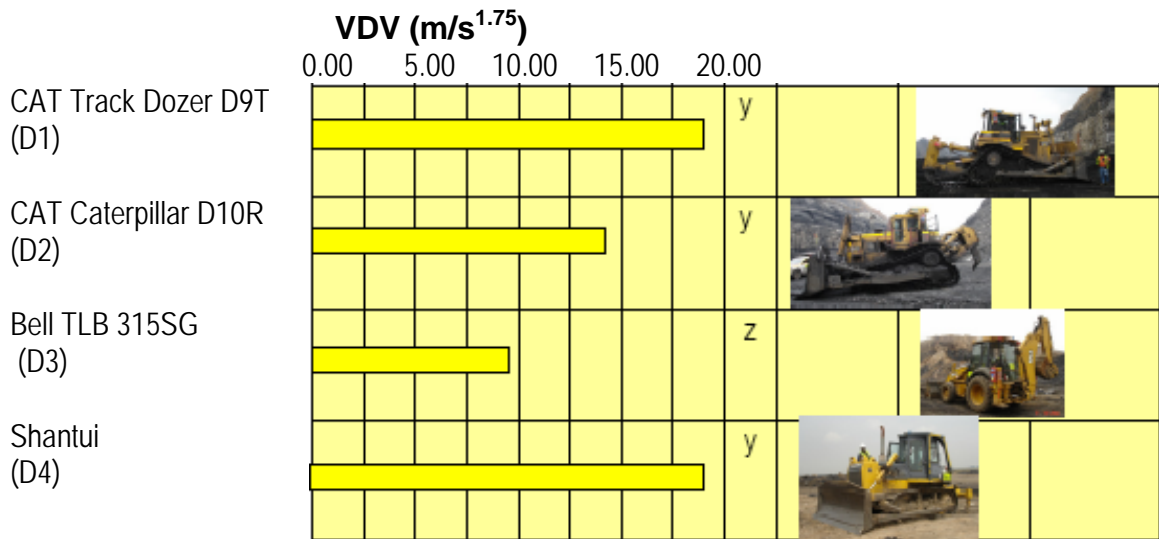 VDV (m/s^1.75)
0.00 5.00 10.00 15.00 20.00
CAT Track Dozer D9T
(D1)
y
CAT Caterpillar D10R
(D2)
y
Bell TLB 315SG
(D3)
z
Shantui
(D4)
y